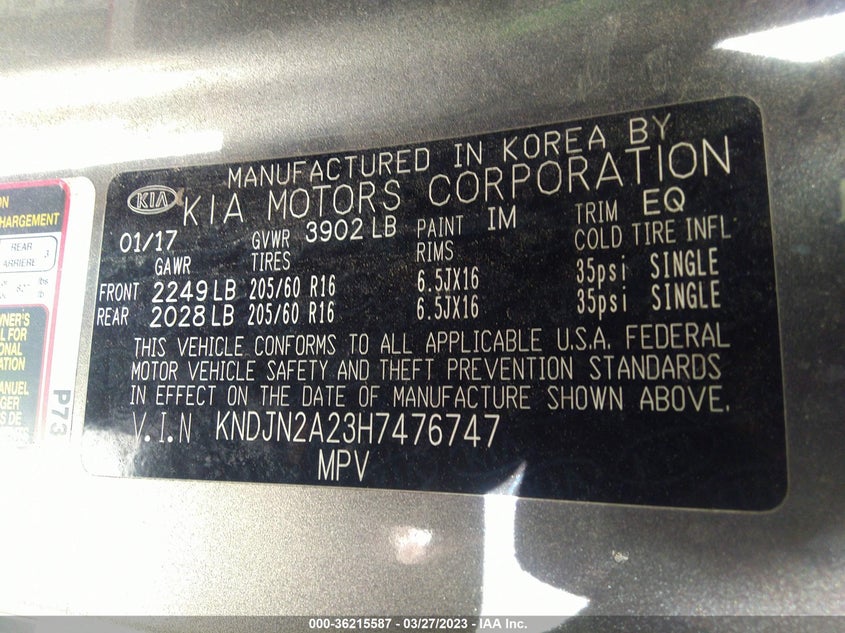 MANUFACTURED IN KOREA BY
KIA KIA MOTORS CORPORATION
01/17 GVWR 3902 LB PAINT IM TRIM EQ
GAWR TIRES RIMS COLD TIRE INFL
FRONT 2249 LB 205/60 R16 6.5JX16 35psi SINGLE
REAR 2028 LB 205/60 R16 6.5JX16 35psi SINGLE
THIS VEHICLE CONFORMS TO ALL APPLICABLE U.S.A. FEDERAL
MOTOR VEHICLE SAFETY AND THEFT PREVENTION STANDARDS
IN EFFECT ON THE DATE OF MANUFACTURE SHOWN ABOVE.
V.I.N KNDJN2A23H7476747
MPV
REAR
ARRIERE 3
lbs
P73
000-36215587 - 03/27/2023 - IAA Inc.